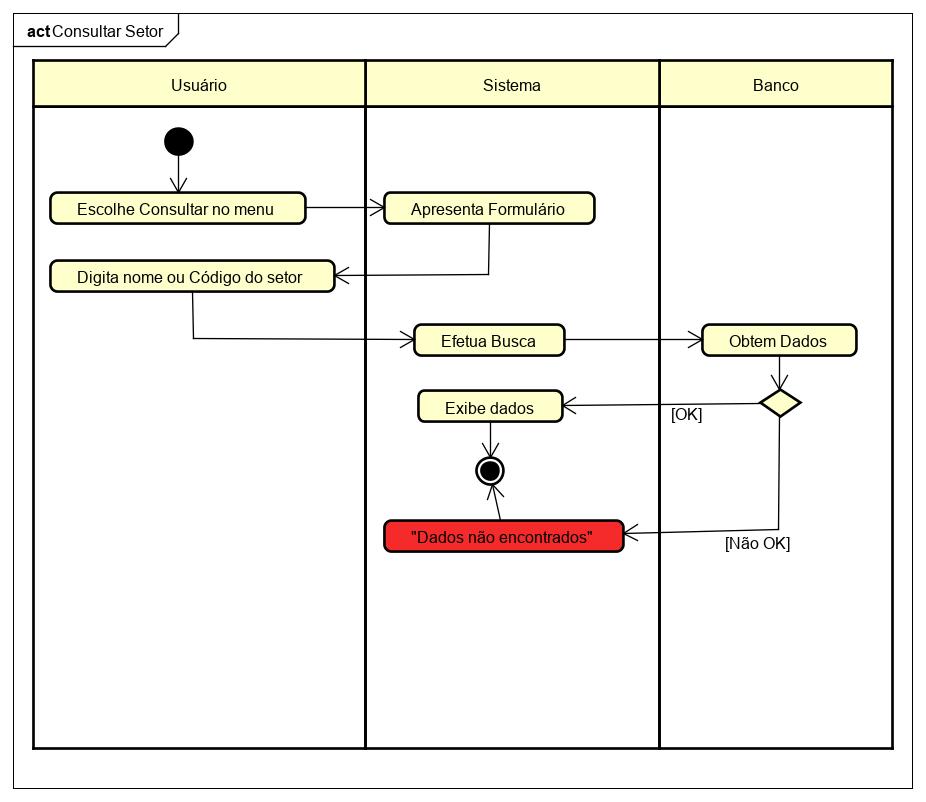 act Consultar Setor
Usuário
Sistema
Banco
Escolhe Consultar no menu
Apresenta Formulário
Digita nome ou Código do setor
Efetua Busca
Obtem Dados
Exibe dados
[OK]
"Dados não encontrados"
[Não OK]